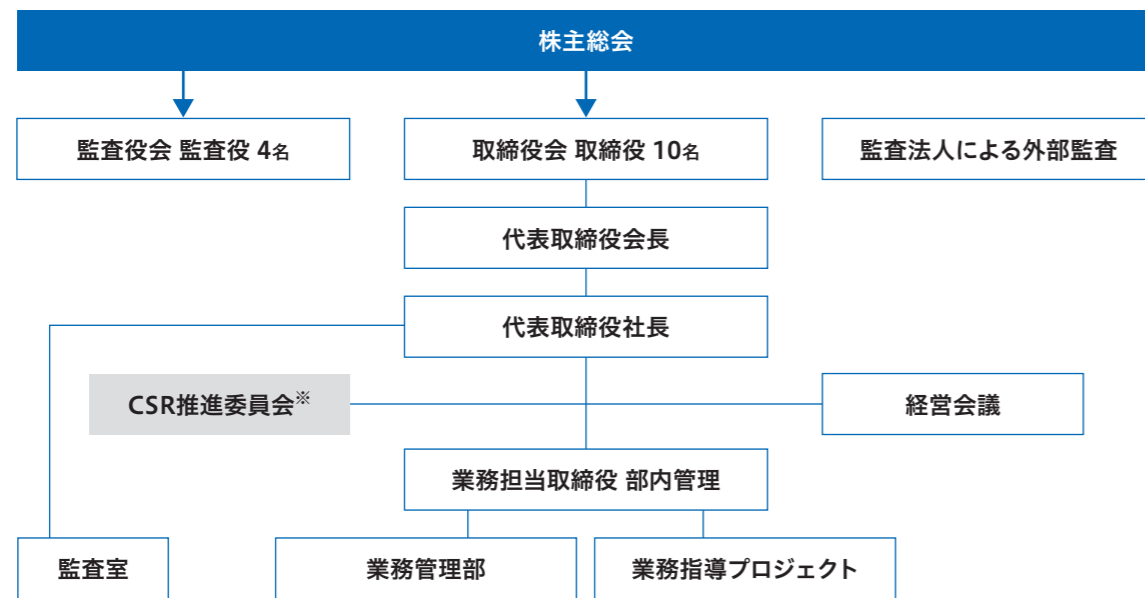 株主総会
監査役会 監査役 4名
取締役会 取締役 10名
監査法人による外部監査
代表取締役会長
代表取締役社長
CSR推進委員会※
経営会議
業務担当取締役 部内管理
監査室
業務管理部
業務指導プロジェクト